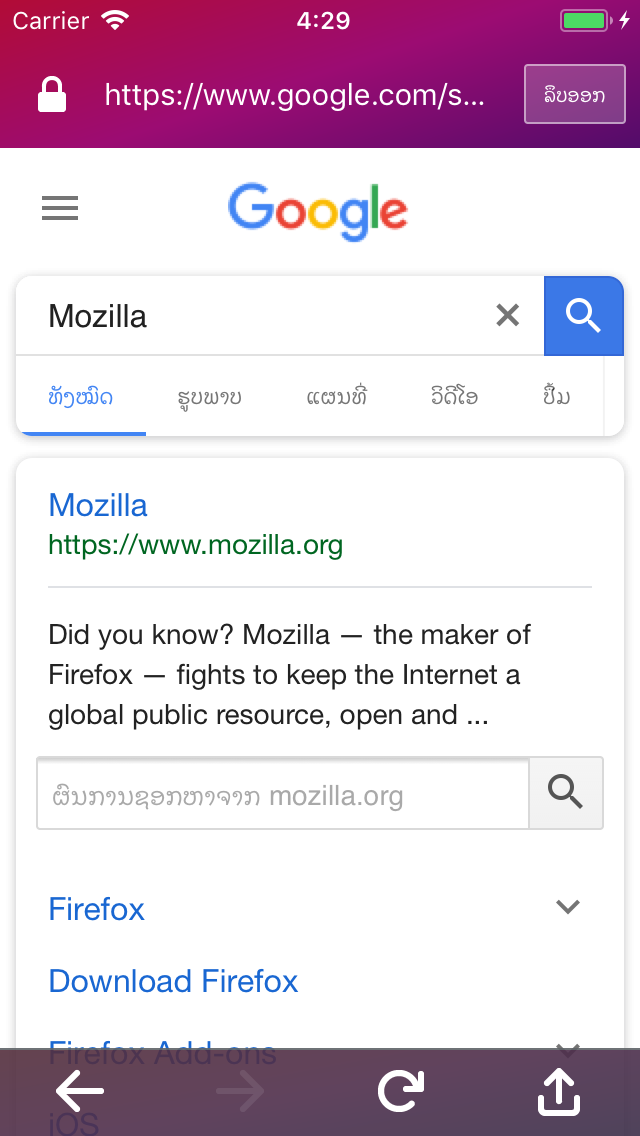 Carrier
4:29
https://www.google.com/s...
ລຶບອອກ
Google
Mozilla
ທັງໝົດ ຮູບພາບ ແຜນທີ່ ວິດີໂອ ປຶ້ມ
Mozilla
https://www.mozilla.org
Did you know? Mozilla — the maker of
Firefox — fights to keep the Internet a
global public resource, open and ...
ຜົນການຊອກຫາຈາກ mozilla.org
Firefox
Download Firefox
Firefox Add-ons
iOS